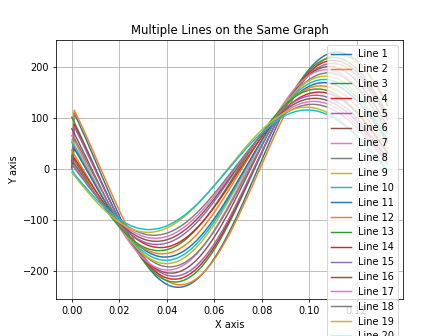 Multiple Lines on the Same Graph
Y axis
200
100
0
−100
−200
0.00
0.02
0.04
0.06
0.08
0.10
X axis
Line 1
Line 2
Line 3
Line 4
Line 5
Line 6
Line 7
Line 8
Line 9
Line 10
Line 11
Line 12
Line 13
Line 14
Line 15
Line 16
Line 17
Line 18
Line 19
Line 20